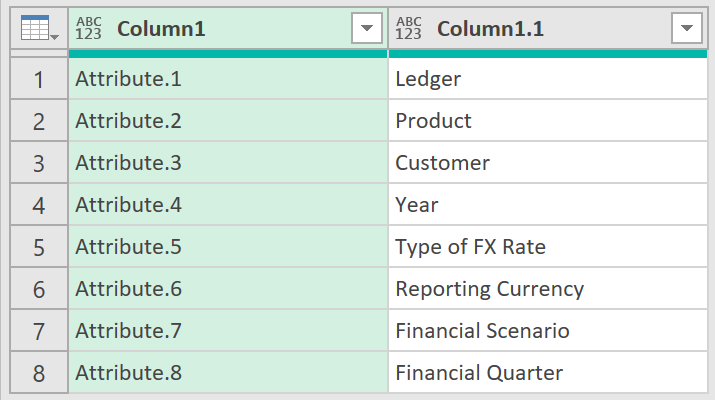 ABC 123 Column1 ABC 123 Column1.1
1 Attribute.1 Ledger
2 Attribute.2 Product
3 Attribute.3 Customer
4 Attribute.4 Year
5 Attribute.5 Type of FX Rate
6 Attribute.6 Reporting Currency
7 Attribute.7 Financial Scenario
8 Attribute.8 Financial Quarter